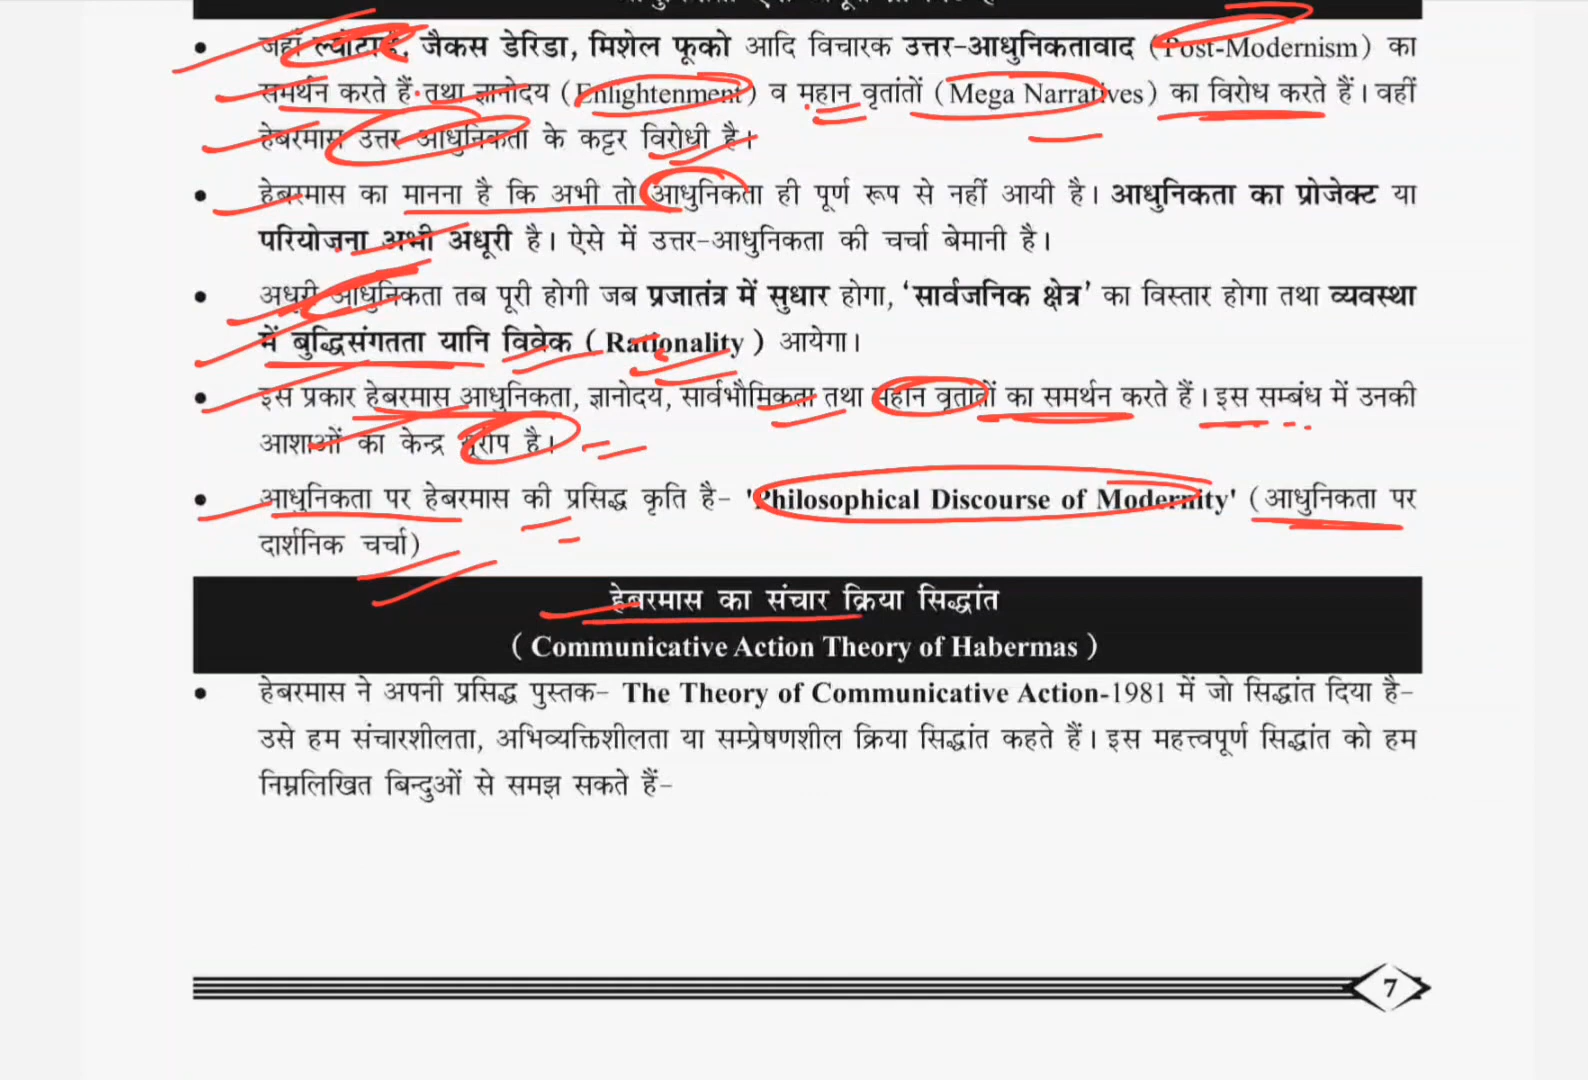 • जहाँ ल्योटार्ड, जैकस डेरिडा, मिशेल फूको आदि विचारक उत्तर-आधुनिकतावाद (Post-Modernism) का
समर्थन करते हैं तथा ज्ञानोदय (Enlightenment) व महान वृतांतों (Mega Narratives) का विरोध करते हैं। वहीं
हेबरमास उत्तर आधुनिकता के कट्टर विरोधी है।
• हेबरमास का मानना है कि अभी तो आधुनिकता ही पूर्ण रूप से नहीं आयी है। आधुनिकता का प्रोजेक्ट या
परियोजना अभी अधूरी है। ऐसे में उत्तर-आधुनिकता की चर्चा बेमानी है।
• अधूरी आधुनिकता तब पूरी होगी जब प्रजातंत्र में सुधार होगा, ‘सार्वजनिक क्षेत्र’ का विस्तार होगा तथा व्यवस्था
में बुद्धिसंगतता यानि विवेक ( Rationality ) आयेगा।
• इस प्रकार हेबरमास आधुनिकता, ज्ञानोदय, सार्वभौमिकता तथा महान वृतातों का समर्थन करते हैं। इस सम्बंध में उनकी
आशाओं का केन्द्र यूरोप है।
• आधुनिकता पर हेबरमास की प्रसिद्ध कृति है- 'Philosophical Discourse of Modernity' (आधुनिकता पर
दार्शनिक चर्चा)
हेबरमास का संचार क्रिया सिद्धांत
( Communicative Action Theory of Habermas )
• हेबरमास ने अपनी प्रसिद्ध पुस्तक- The Theory of Communicative Action-1981 में जो सिद्धांत दिया है-
उसे हम संचारशीलता, अभिव्यक्तिशीलता या सम्प्रेषणशील क्रिया सिद्धांत कहते हैं। इस महत्त्वपूर्ण सिद्धांत को हम
निम्नलिखित बिन्दुओं से समझ सकते हैं-
7